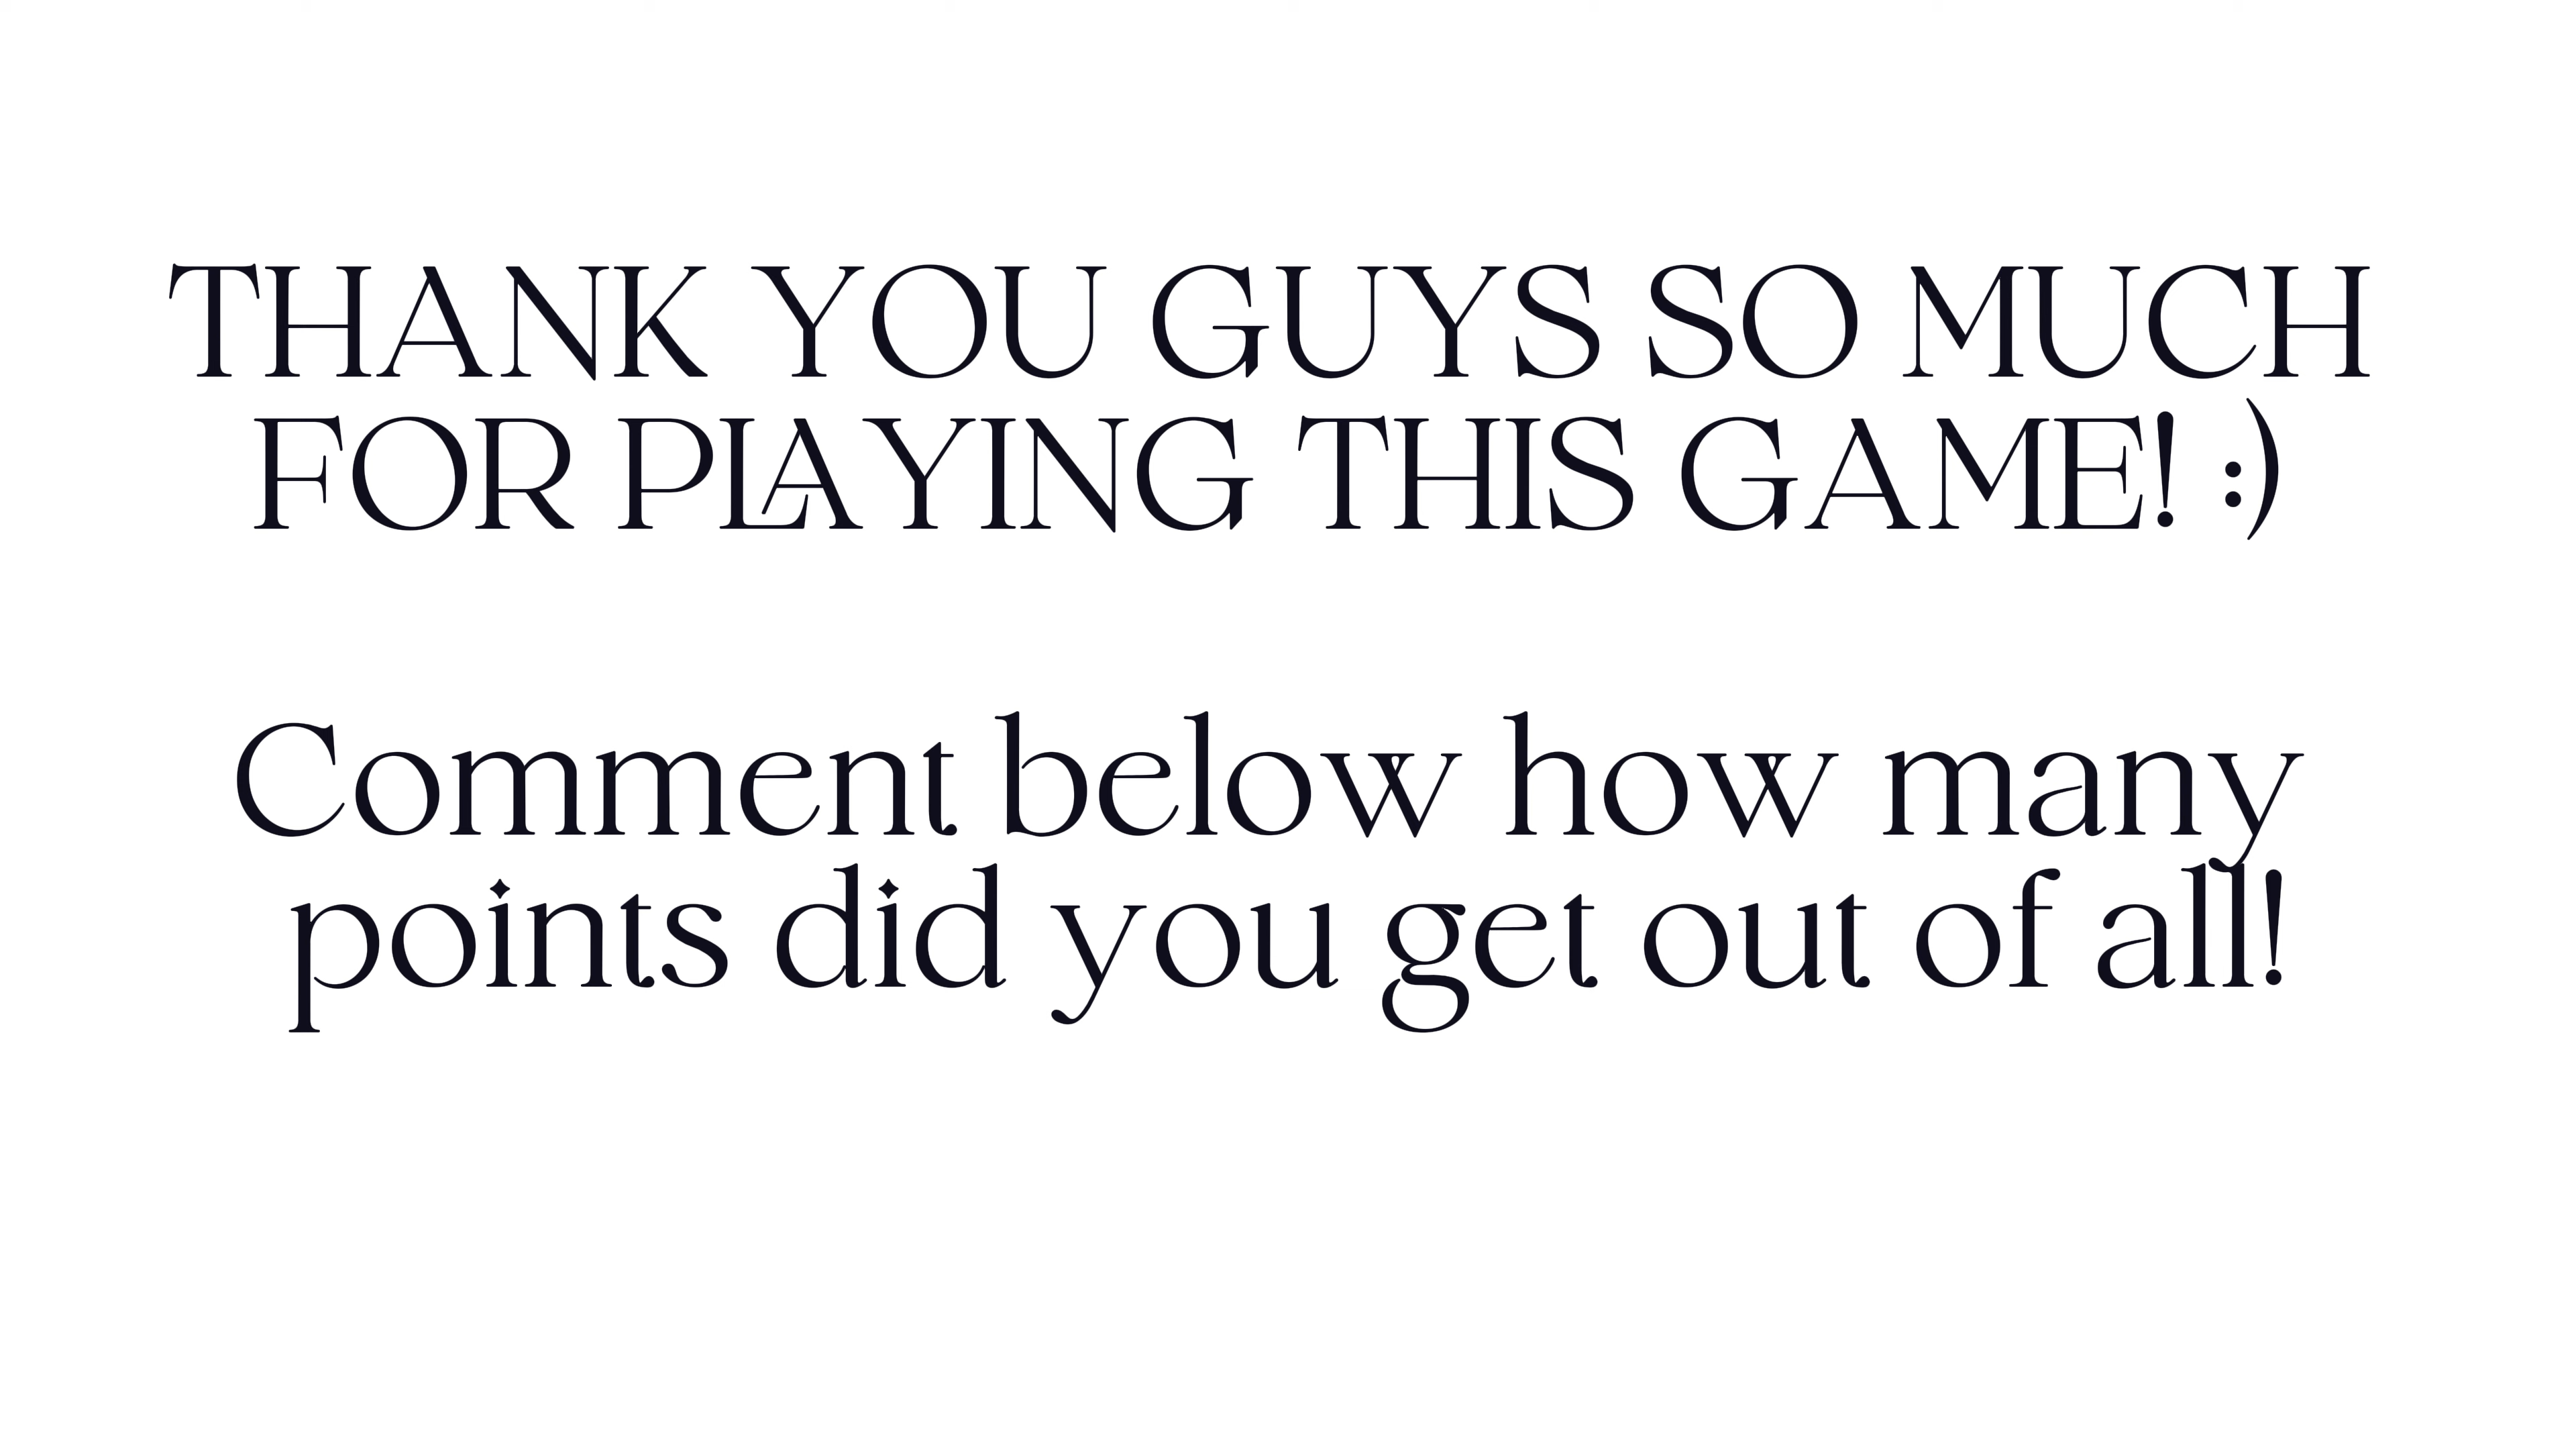 THANK YOU GUYS SO MUCH
FOR PLAYING THIS GAME! :)
Comment below how many
points did you get out of all!